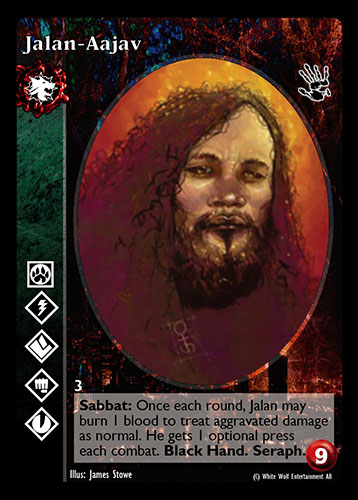 Jalan-Aajav
3
Sabbat: Once each round, Jalan may
burn 1 blood to treat aggravated damage
as normal. He gets 1 optional press
each combat. Black Hand. Seraph.
9
Illus: James Stowe
(C) White Wolf Entertainment AB